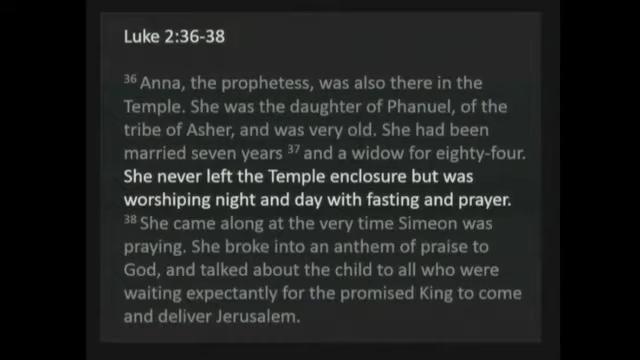 Luke 2:36-38
36 Anna, the prophetess, was also there in the
Temple. She was the daughter of Phanuel, of the
tribe of Asher, and was very old. She had been
married seven years 37 and a widow for eighty-four.
She never left the Temple enclosure but was
worshiping night and day with fasting and prayer.
38 She came along at the very time Simeon was
praying. She broke into an anthem of praise to
God, and talked about the child to all who were
waiting expectantly for the promised King to come
and deliver Jerusalem.